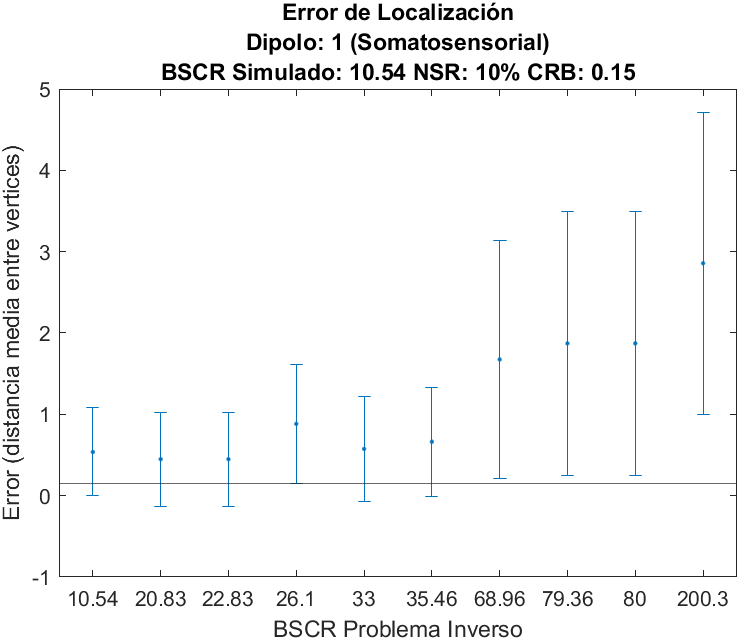 Error de Localización
Dipolo: 1 (Somatosensorial)
BSCR Simulado: 10.54 NSR: 10% CRB: 0.15
Error (distancia media entre vertices)
5
4
3
2
1
0
-1
10.54 20.83 22.83 26.1 33 35.46 68.96 79.36 80 200.3
BSCR Problema Inverso